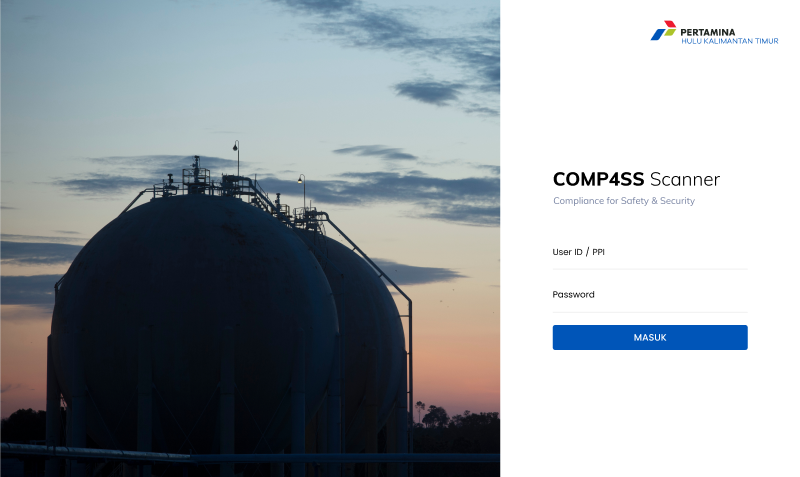 PERTAMINA
HULU KALIMANTAN TIMUR
COMP4SS Scanner
Compliance for Safety & Security
User ID / PPI
Password
MASUK